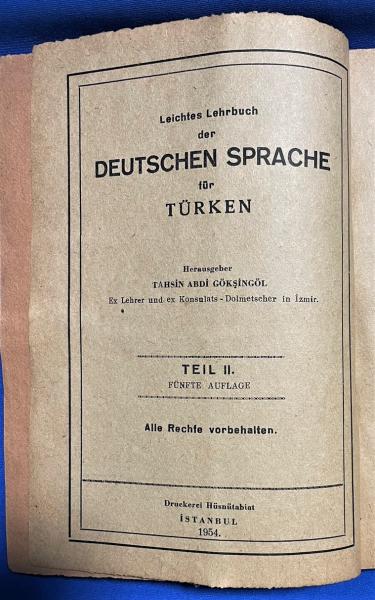 Leichtes Lehrbuch
der
DEUTSCHEN SPRACHE
für
TÜRKEN
Herausgeber
TAHSİN ABDİ GÖKŞİNGÖL
Ex Lehrer und ex Konsulats - Dolmetscher in İzmir.
TEIL II.
FÜNFTE AUFLAGE
Alle Rechte vorbehalten.
Druckerei Hüsnütabiat
İSTANBUL
1954.